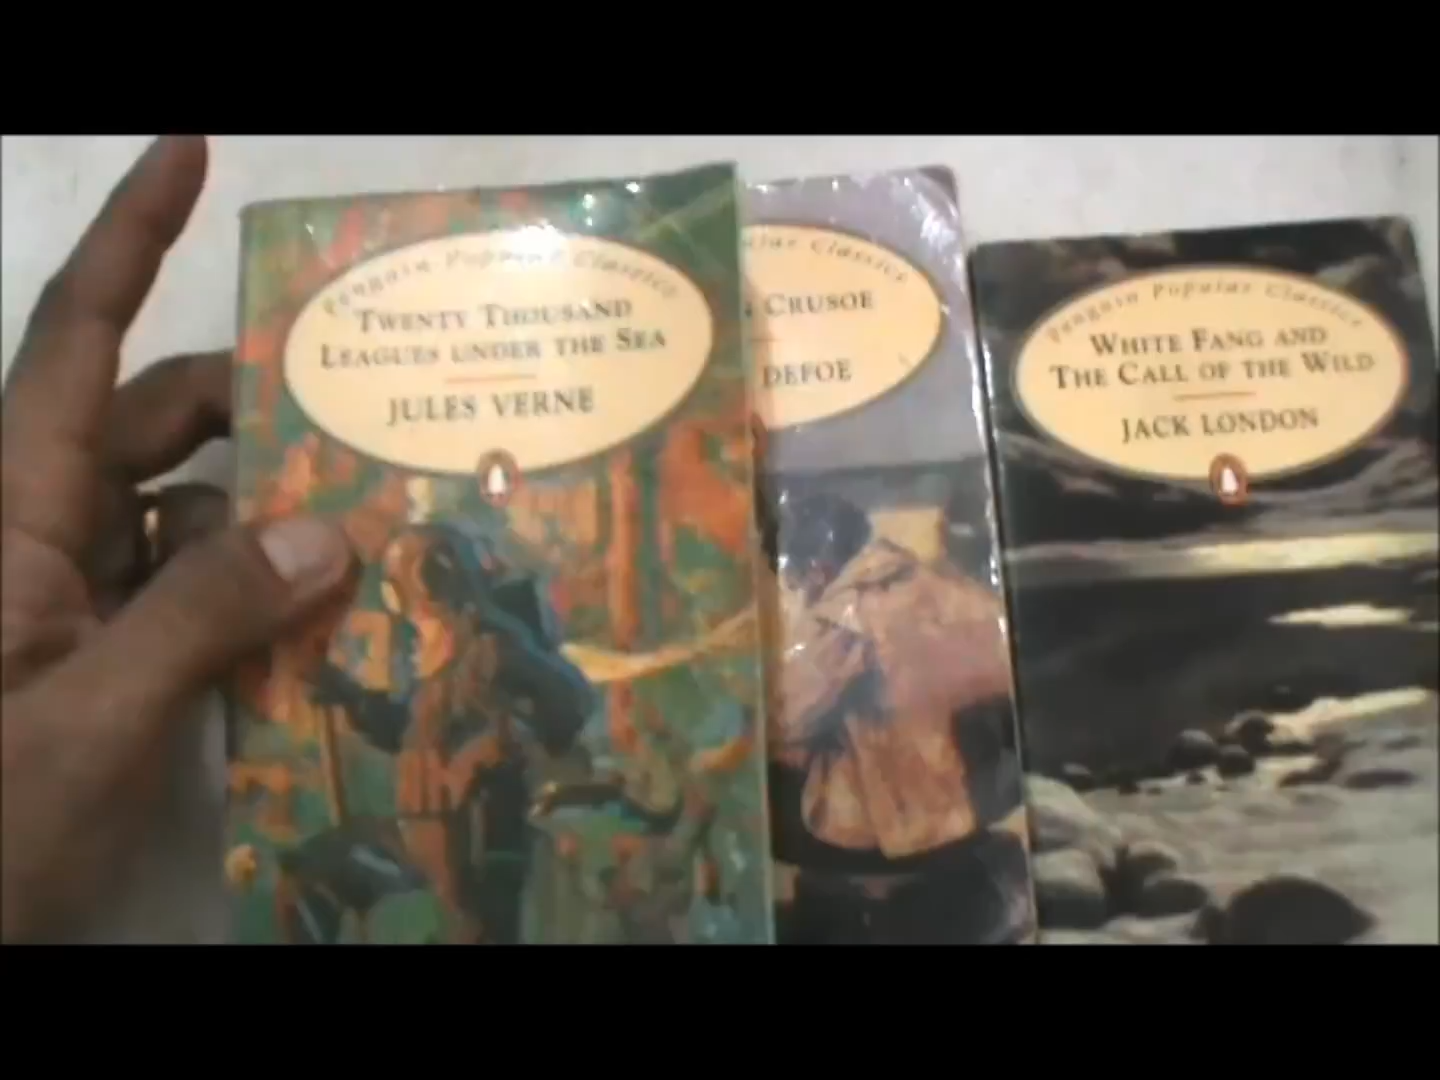 Penguin Popular Classics
TWENTY THOUSAND
LEAGUES UNDER THE SEA
JULES VERNE
Classics
CRUSOE
DEFOE
Penguin Popular Classics
WHITE FANG AND
THE CALL OF THE WILD
JACK LONDON